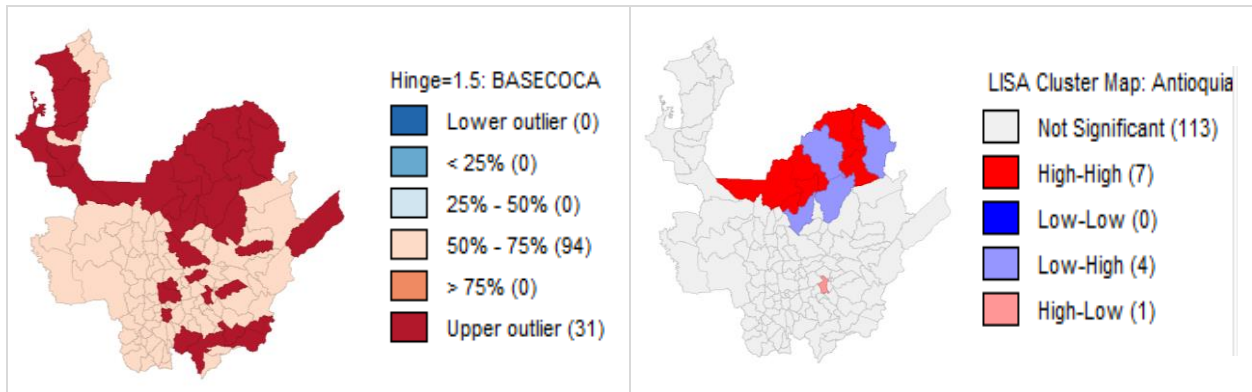 Hinge=1.5: BASECOCA
Lower outlier (0)
< 25% (0)
25% - 50% (0)
50% - 75% (94)
> 75% (0)
Upper outlier (31)
LISA Cluster Map: Antioquia
Not Significant (113)
High-High (7)
Low-Low (0)
Low-High (4)
High-Low (1)